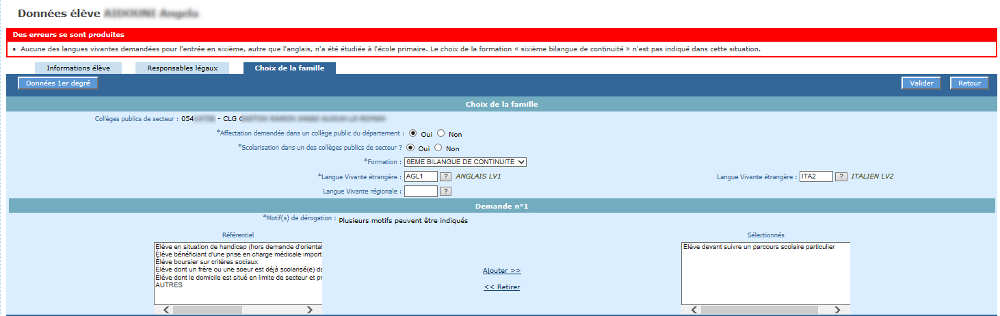 Données élève
Des erreurs se sont produites
• Aucune des langues vivantes demandées pour l'entrée en sixième, autre que l'anglais, n'a été étudiée à l'école primaire. Le choix de la formation « sixième bilangue de continuité » n'est pas indiqué dans cette situation.
Informations élève Responsables légaux Choix de la famille
Données 1er degré Valider Retour
Choix de la famille
Collèges publics de secteur : 054 - CLG
*Affectation demandée dans un collège public du département : Oui Non
*Scolarisation dans un des collèges publics de secteur ? Oui Non
*Formation : 6EME BILANGUE DE CONTINUITE
*Langue Vivante étrangère : AGL1 ? ANGLAIS LV1 Langue Vivante étrangère : ITA2 ? ITALIEN LV2
Langue Vivante régionale : ?
Demande n°1
*Motif(s) de dérogation : Plusieurs motifs peuvent être indiqués
Référentiel Sélectionnés
Élève en situation de handicap (hors demande d'orientat
Élève bénéficiant d'une prise en charge médicale import
Élève boursier sur critères sociaux
Élève dont un frère ou une soeur est déjà scolarisé(e) da
Élève dont le domicile est situé en limite de secteur et pr
AUTRES
Ajouter >>
<< Retirer
Élève devant suivre un parcours scolaire particulier